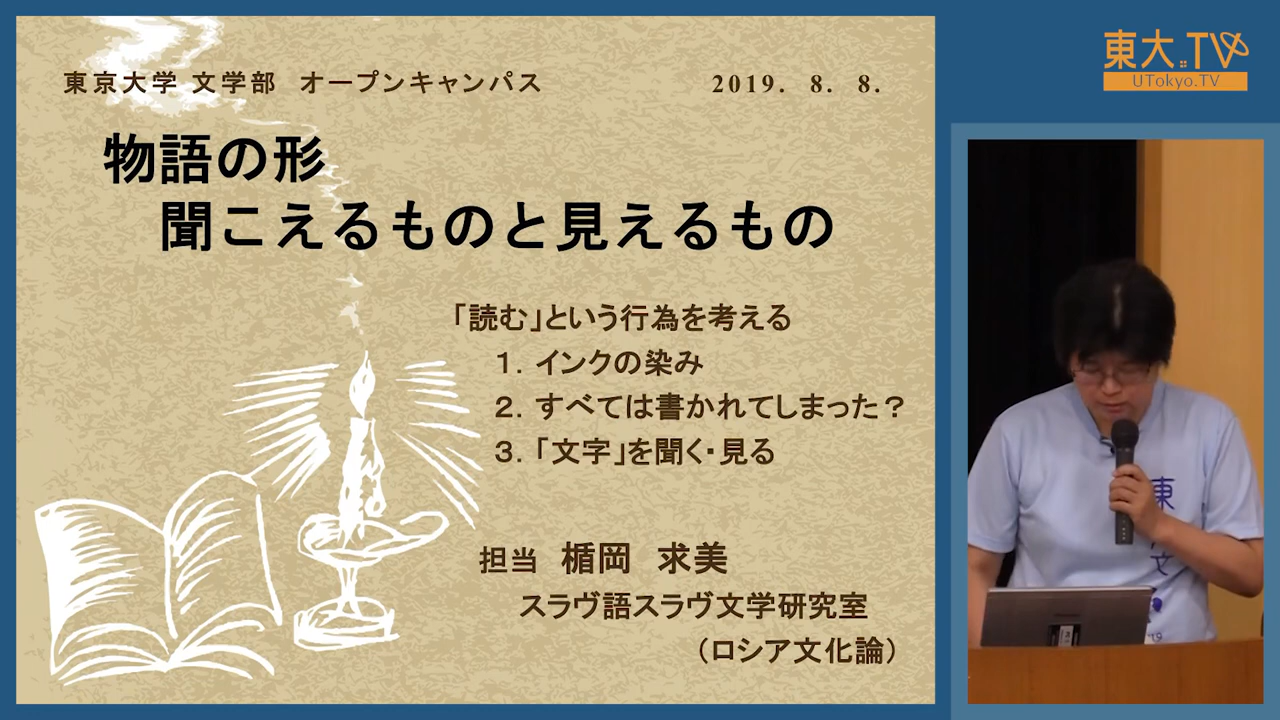 東京大学 文学部 オープンキャンパス 2019. 8. 8.
物語の形
聞こえるものと見えるもの
「読む」という行為を考える
1. インクの染み
2. すべては書かれてしまった？
3. 「文字」を聞く・見る
担当 楯岡 求美
スラヴ語スラヴ文学研究室
（ロシア文化論）
東大.TV
UTokyo.TV
東
文
'19